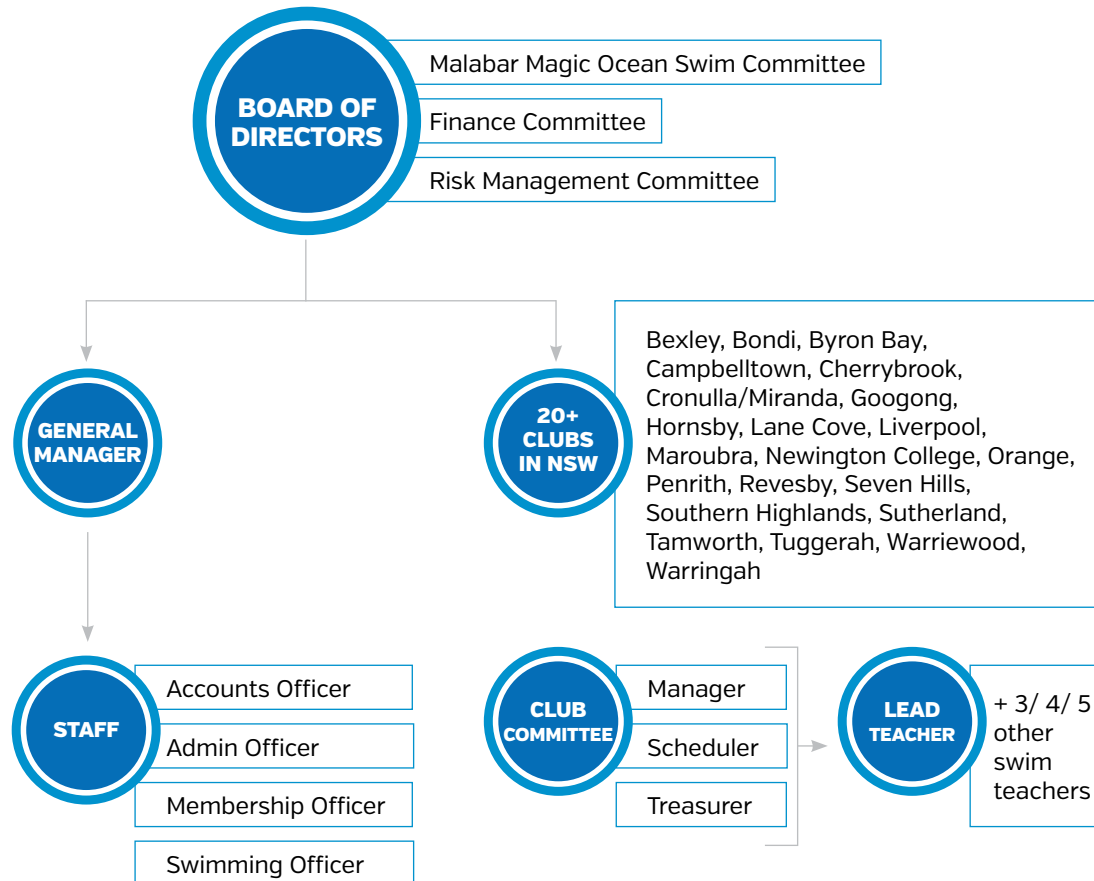 BOARD OF
DIRECTORS
Malabar Magic Ocean Swim Committee
Finance Committee
Risk Management Committee
GENERAL
MANAGER
20+
CLUBS
IN NSW
Bexley, Bondi, Byron Bay,
Campbelltown, Cherrybrook,
Cronulla/Miranda, Googong,
Hornsby, Lane Cove, Liverpool,
Maroubra, Newington College, Orange,
Penrith, Revesby, Seven Hills,
Southern Highlands, Sutherland,
Tamworth, Tuggerah, Warriewood,
Warringah
STAFF
Accounts Officer
Admin Officer
Membership Officer
Swimming Officer
CLUB
COMMITTEE
Manager
Scheduler
Treasurer
LEAD
TEACHER
+ 3/ 4/ 5
other
swim
teachers